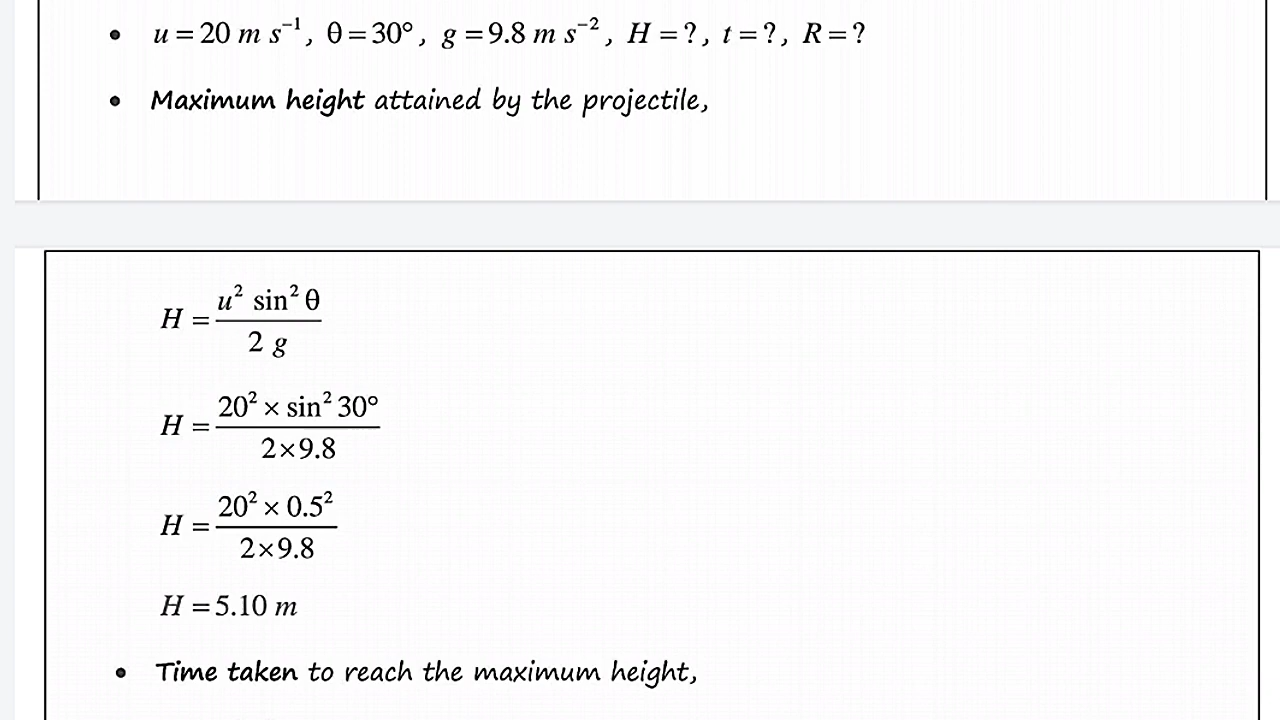 • u = 20 m s⁻¹, θ = 30°, g = 9.8 m s⁻², H = ?, t = ?, R = ?
• Maximum height attained by the projectile,
H = u² sin² θ / 2 g
H = 20² × sin² 30° / 2×9.8
H = 20² × 0.5² / 2×9.8
H = 5.10 m
• Time taken to reach the maximum height,